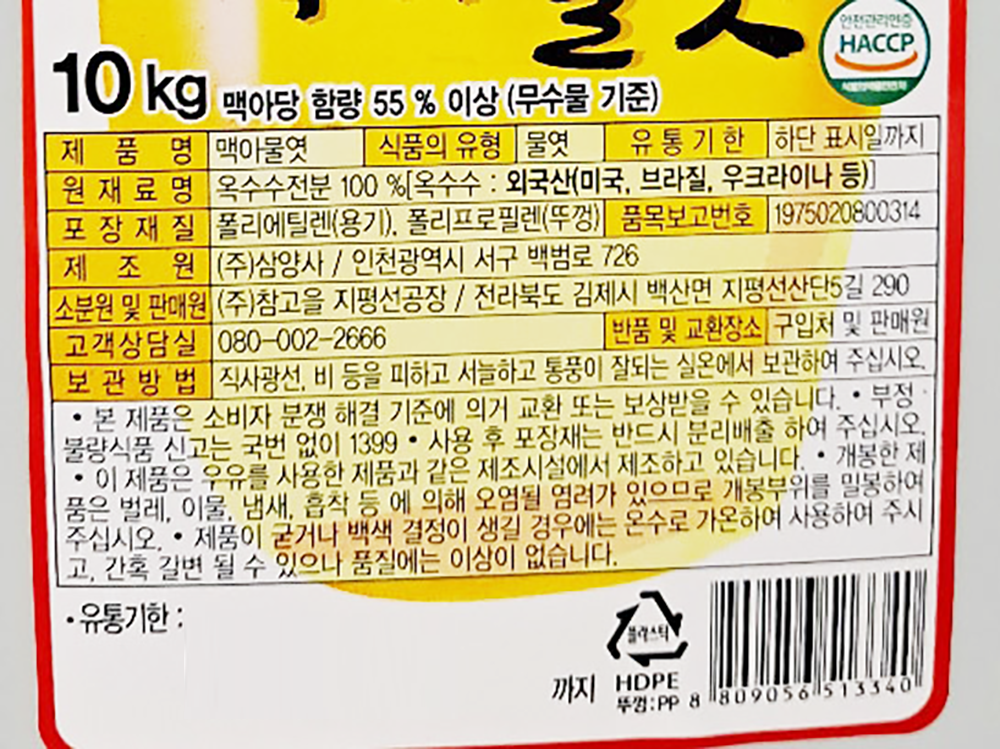 안전관리인증
HACCP
식품의약품안전처
10 kg 맥아당 함량 55 % 이상 (무수물 기준)
제 품 명 맥아물엿 식품의 유형 물엿 유통기한 하단 표시일까지
원재료명 옥수수전분 100 %[옥수수 : 외국산(미국, 브라질, 우크라이나 등)]
포장재질 폴리에틸렌(용기), 폴리프로필렌(뚜껑) 품목보고번호 1975020800314
제 조 원 (주)삼양사 / 인천광역시 서구 백범로 726
소분원 및 판매원 (주)참고을 지평선공장 / 전라북도 김제시 백산면 지평선산단5길 290
고객상담실 080-002-2666 반품 및 교환장소 구입처 및 판매원
보관방법 직사광선, 비 등을 피하고 서늘하고 통풍이 잘되는 실온에서 보관하여 주십시오.
• 본 제품은 소비자 분쟁 해결 기준에 의거 교환 또는 보상받을 수 있습니다. • 부정·
불량식품 신고는 국번 없이 1399 • 사용 후 포장재는 반드시 분리배출 하여 주십시오.
• 이 제품은 우유를 사용한 제품과 같은 제조시설에서 제조하고 있습니다. • 개봉한 제
품은 벌레, 이물, 냄새, 흡착 등 에 의해 오염될 염려가 있으므로 개봉부위를 밀봉하여
주십시오. • 제품이 굳거나 백색 결정이 생길 경우에는 온수로 가온하여 사용하여 주시
고, 간혹 갈변 될 수 있으나 품질에는 이상이 없습니다.
• 유통기한 :
까지
플라스틱
HDPE
뚜껑:PP
8 809056 513340